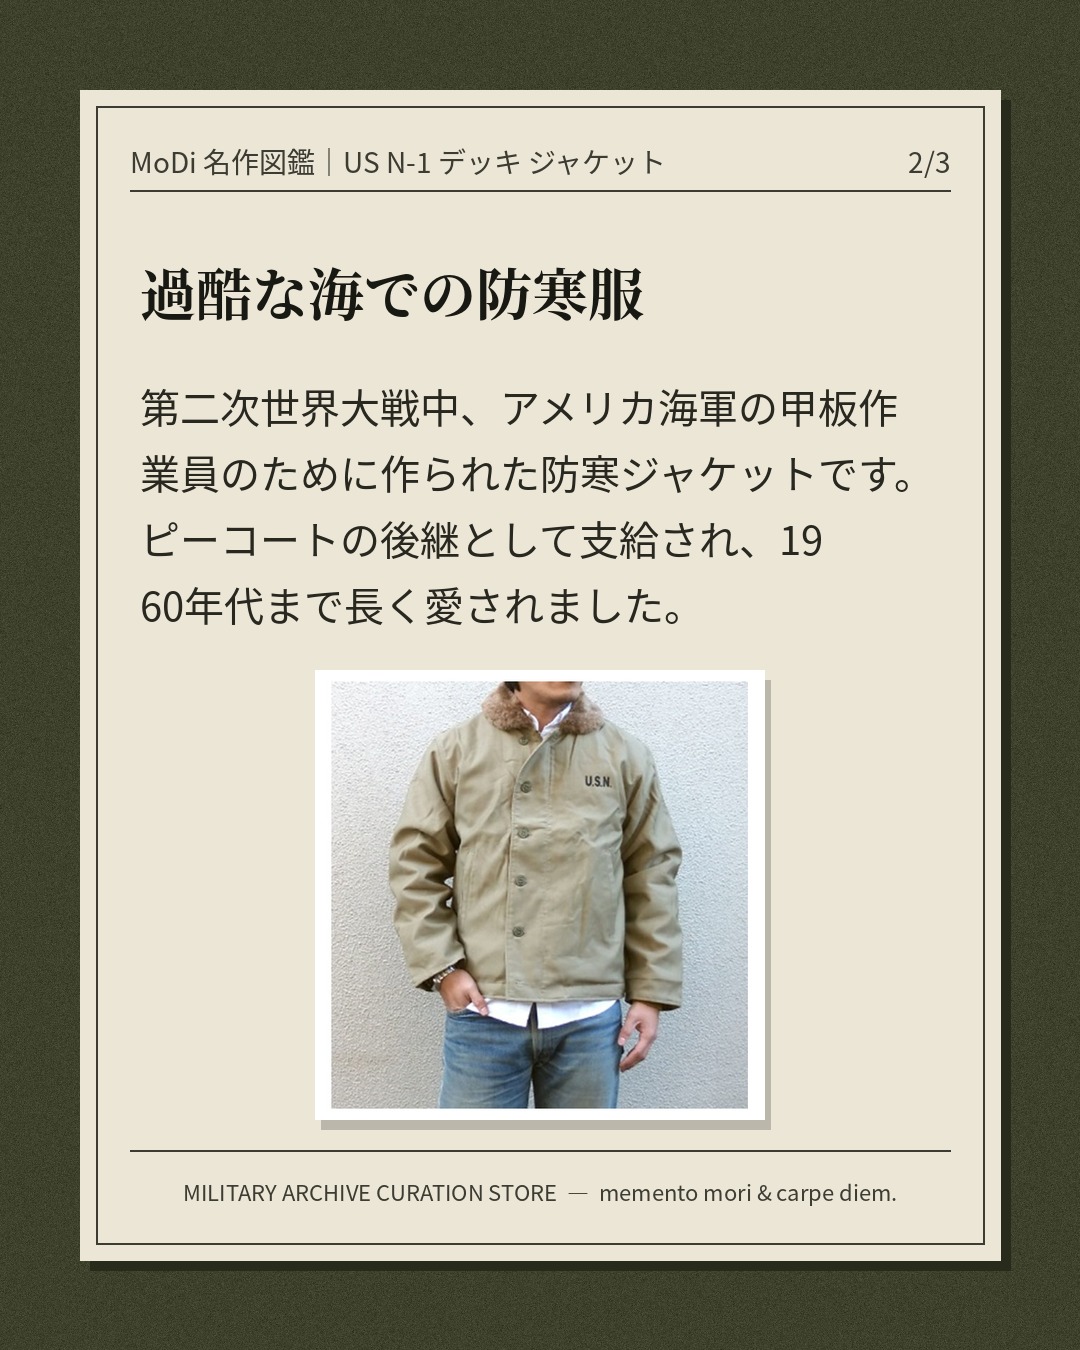 MoDi 名作図鑑｜US N-1 デッキ ジャケット
2/3
過酷な海での防寒服
第二次世界大戦中、アメリカ海軍の甲板作
業員のために作られた防寒ジャケットです。
ピーコートの後継として支給され、19
60年代まで長く愛されました。
U.S.N.
MILITARY ARCHIVE CURATION STORE — memento mori & carpe diem.